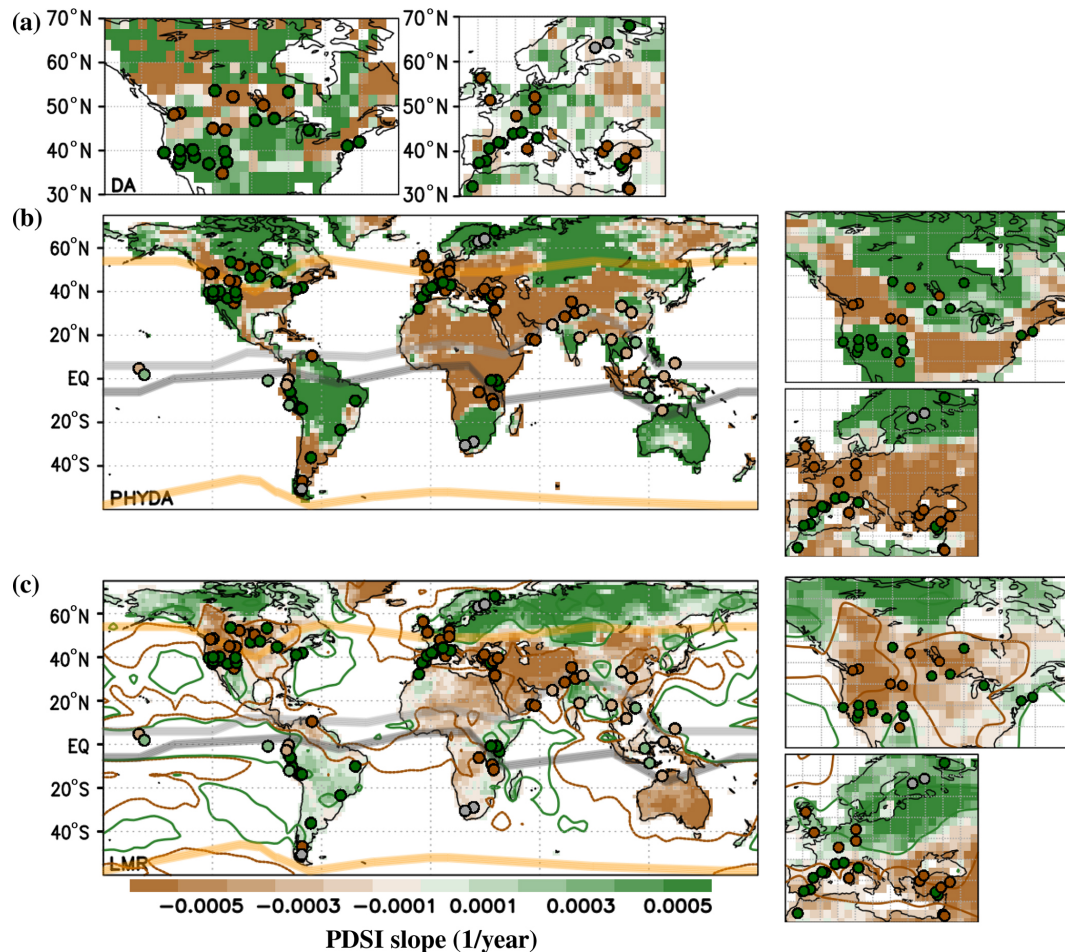 (a)
70°N
60°N
50°N
40°N
30°N
DA
70°N
60°N
50°N
40°N
30°N
(b)
60°N
40°N
20°N
EQ
20°S
40°S
PHYDA
(c)
60°N
40°N
20°N
EQ
20°S
40°S
LMR
−0.0005 −0.0003 −0.0001 0.0001 0.0003 0.0005
PDSI slope (1/year)